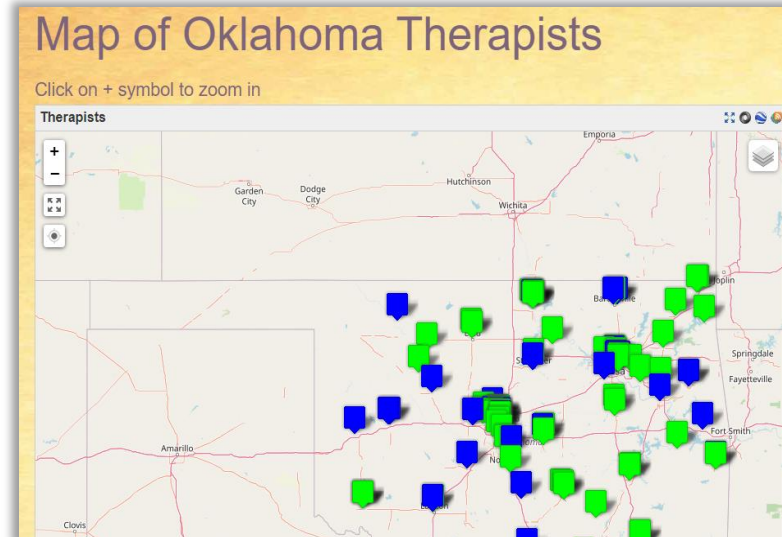 Map of Oklahoma Therapists
Click on + symbol to zoom in
Therapists
+
−
Emporia
Garden
City
Dodge
City
Hutchinson
Wichita
Springdale
Fayetteville
Fort Smith
Amarillo
Clovis